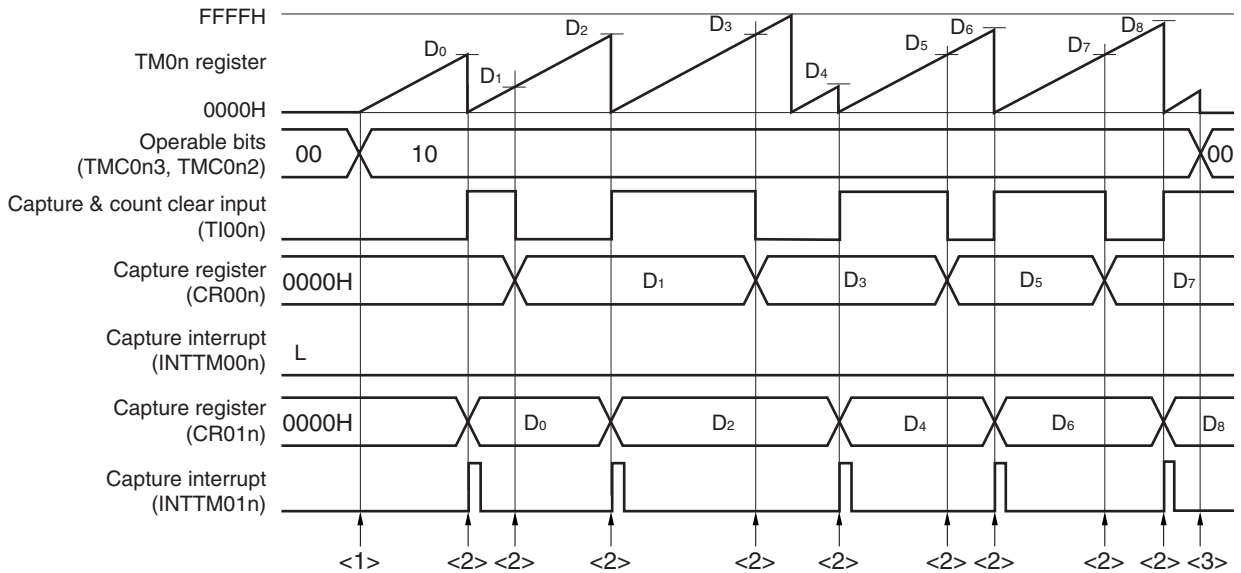 FFFFH
TM0n register
0000H
D0 D1 D2 D3 D4 D5 D6 D7 D8
Operable bits
(TMC0n3, TMC0n2)
00 10 00
Capture & count clear input
(TI00n)
Capture register
(CR00n)
0000H D1 D3 D5 D7
Capture interrupt
(INTTM00n)
L
Capture register
(CR01n)
0000H D0 D2 D4 D6 D8
Capture interrupt
(INTTM01n)
<1> <2> <2> <2> <2> <2> <2> <2> <2> <2> <3>